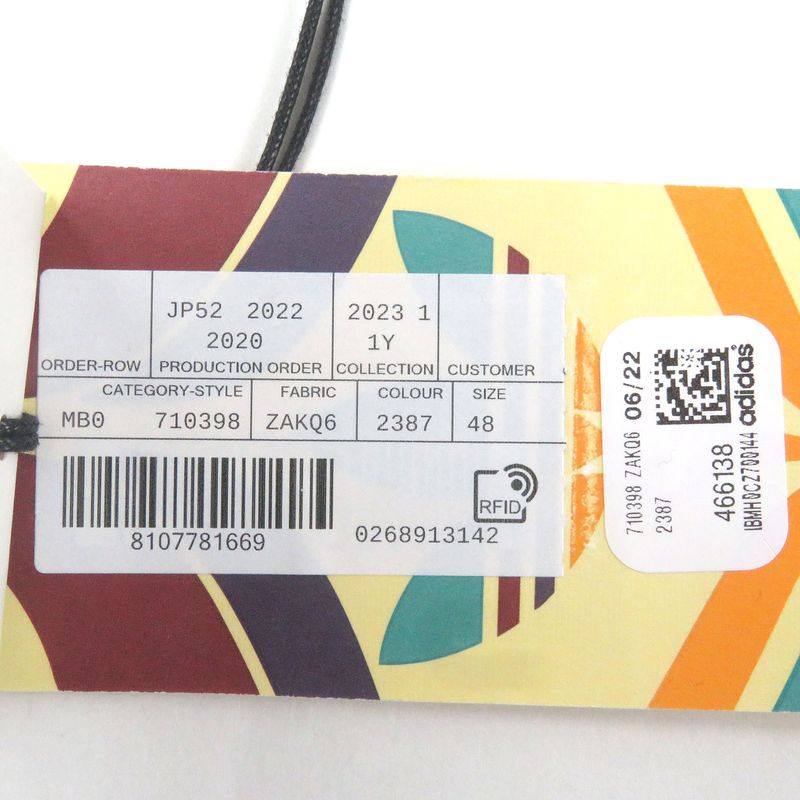 JP52 2022
2020
2023 1
1Y
ORDER-ROW PRODUCTION ORDER COLLECTION CUSTOMER
CATEGORY-STYLE FABRIC COLOUR SIZE
MB0 710398 ZAKQ6 2387 48
RFID
8107781669
0268913142
710398 ZAKQ6 06/22
2387
466138
IBMH0CZ700144
adidas